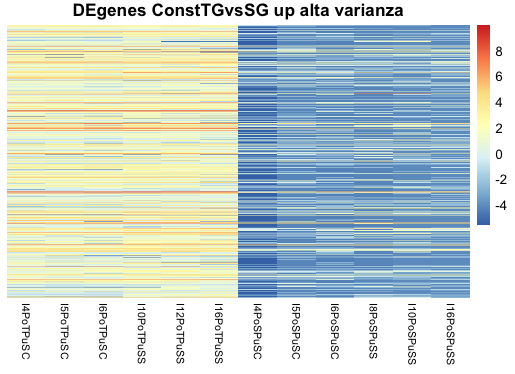 DEgenes ConstTGvsSG up alta varianza
8
6
4
2
0
-2
-4
I4PoTPuSC
I5PoTPuSC
I6PoTPuSC
I10PoTPuSS
I12PoTPuSS
I16PoTPuSS
I4PoSPuSC
I5PoSPuSC
I6PoSPuSC
I8PoSPuSS
I10PoSPuSS
I16PoSPuSS